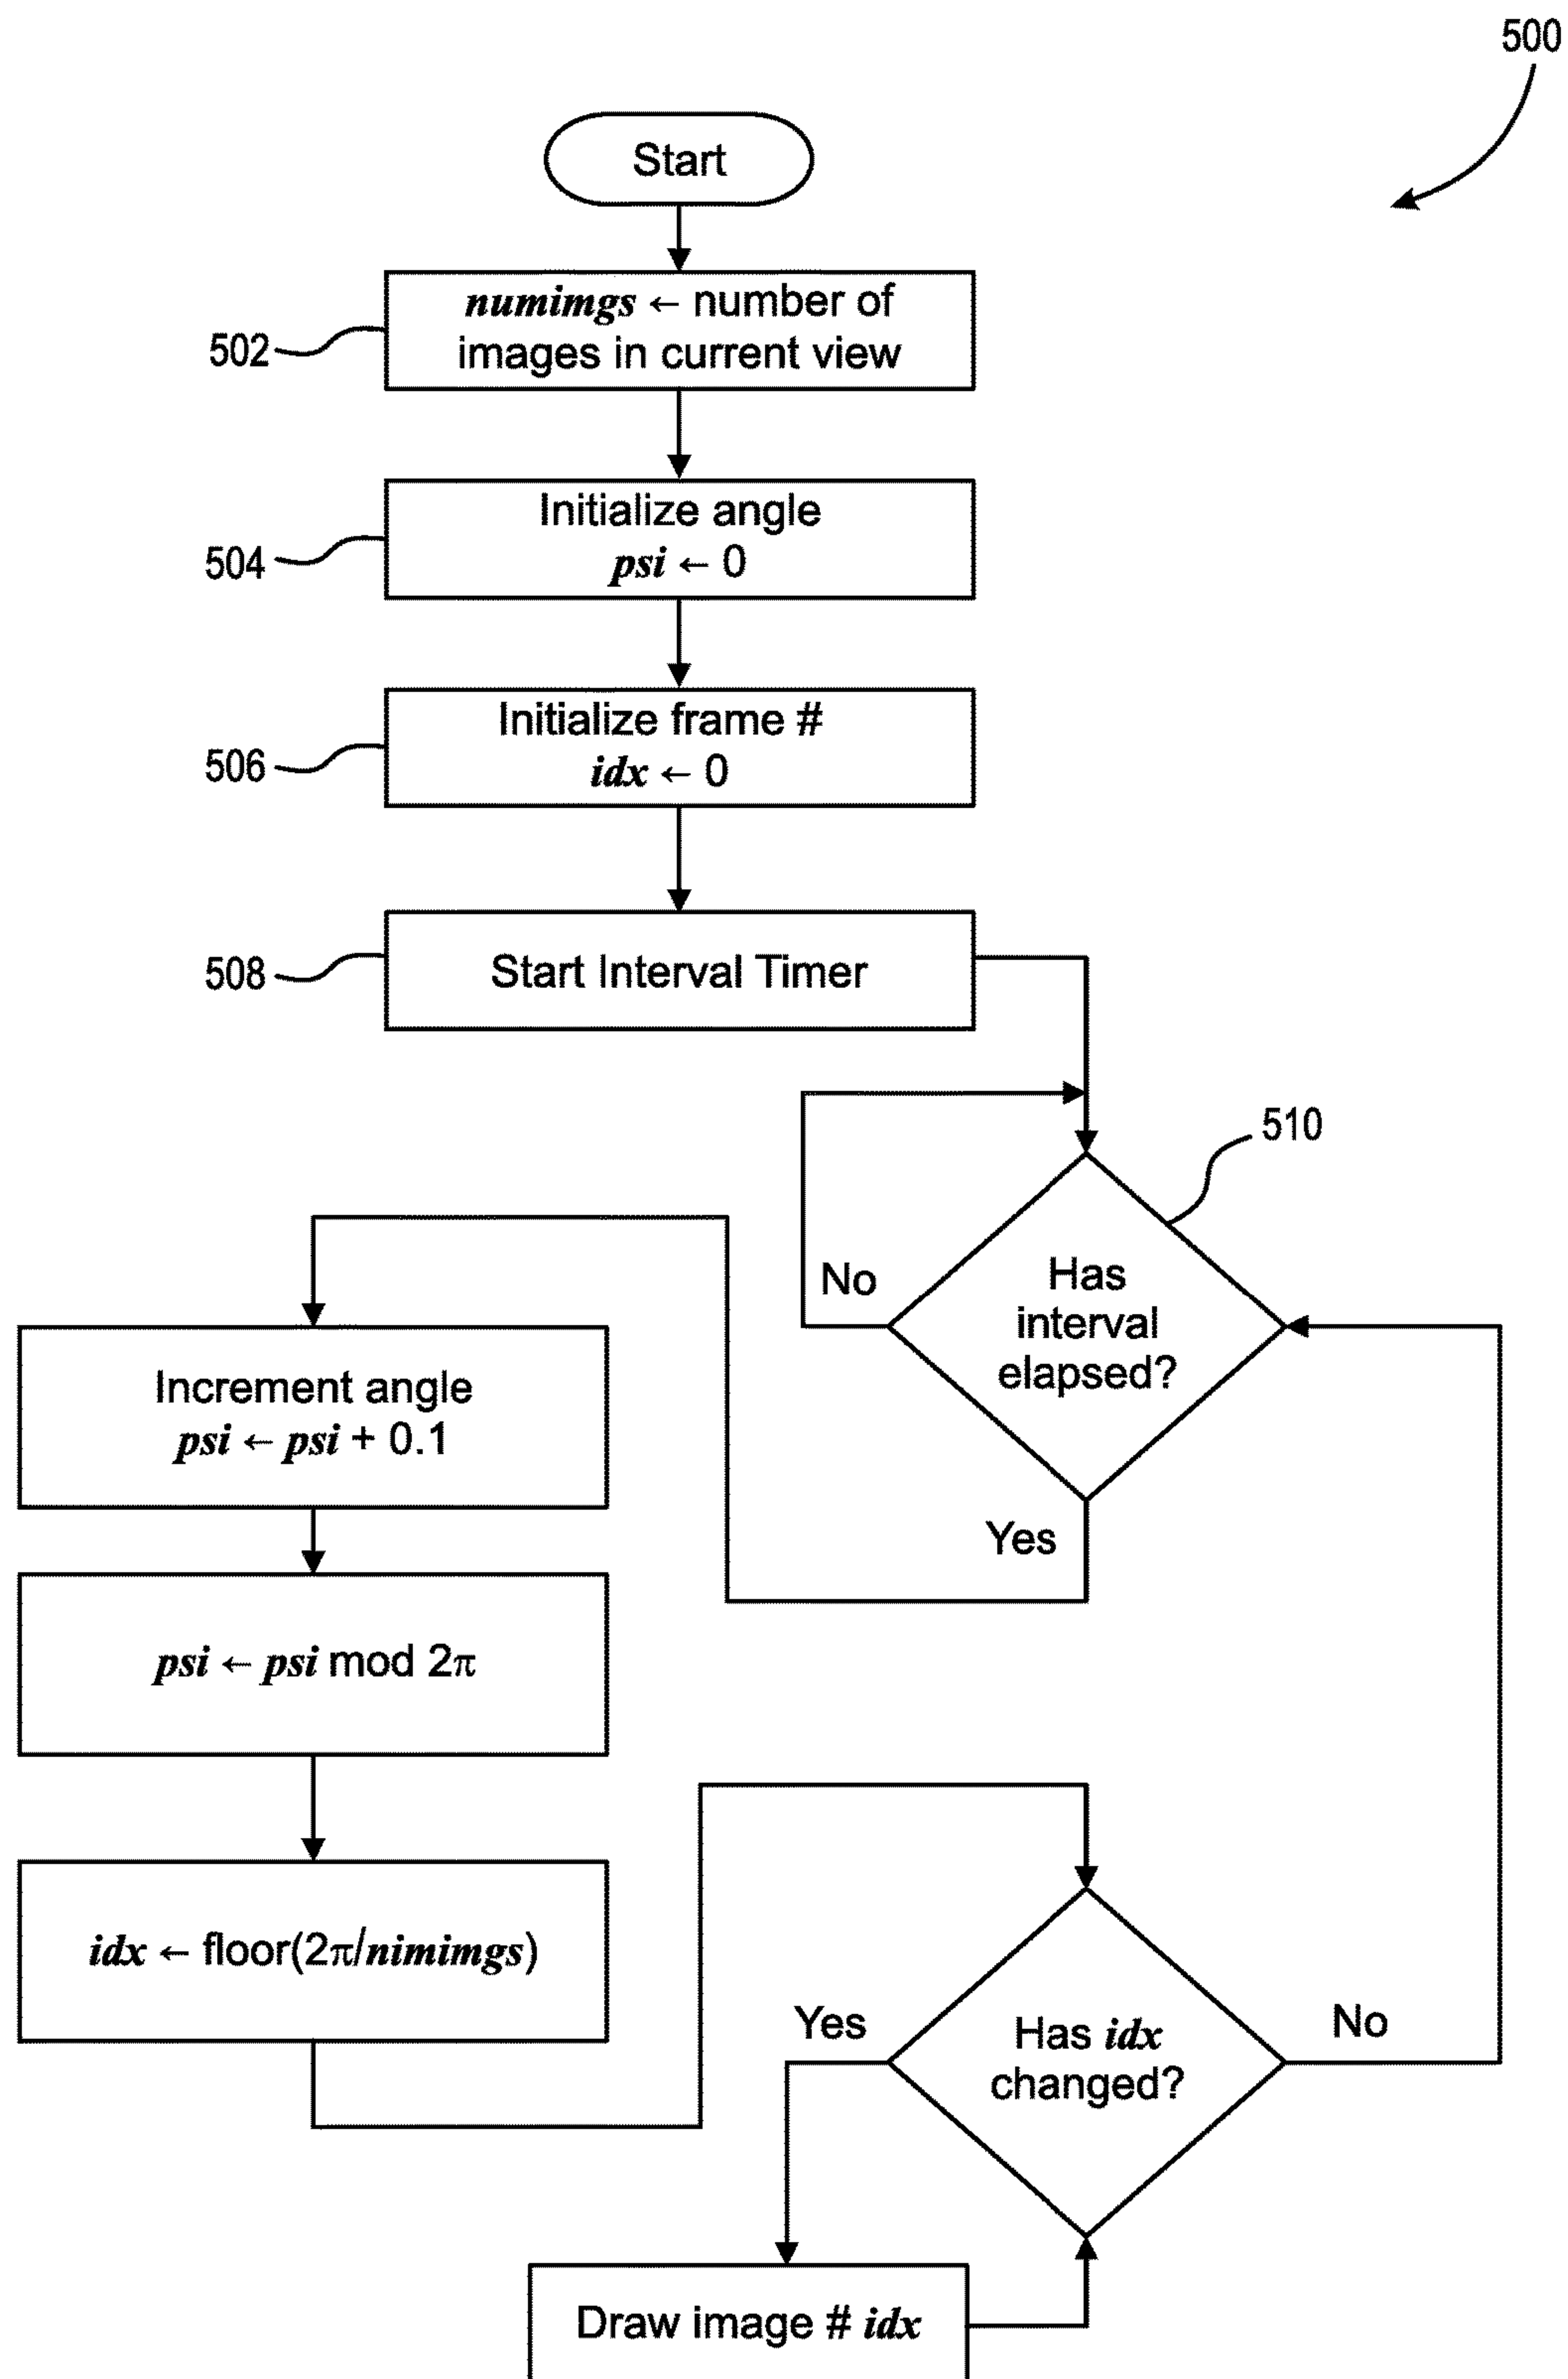 500
Start
numimgs ← number of
images in current view
502
Initialize angle
psi ← 0
504
Initialize frame #
idx ← 0
506
Start Interval Timer
508
510
Has
interval
elapsed?
No
Yes
Increment angle
psi ← psi + 0.1
psi ← psi mod 2π
idx ← floor(2π/nimimgs)
Has idx
changed?
Yes
No
Draw image # idx